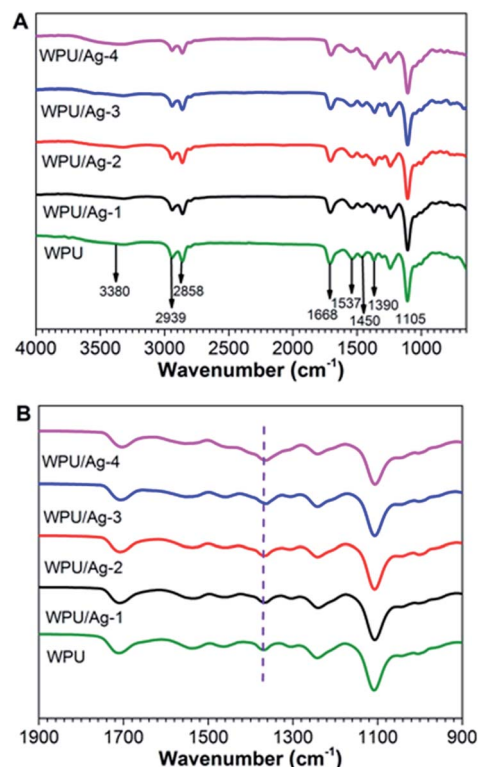 A
WPU/Ag-4
WPU/Ag-3
WPU/Ag-2
WPU/Ag-1
WPU
3380
2858
2939
1668
1537
1450
1390
1105
4000 3500 3000 2500 2000 1500 1000
Wavenumber (cm-1)
B
WPU/Ag-4
WPU/Ag-3
WPU/Ag-2
WPU/Ag-1
WPU
1900 1700 1500 1300 1100 900
Wavenumber (cm-1)